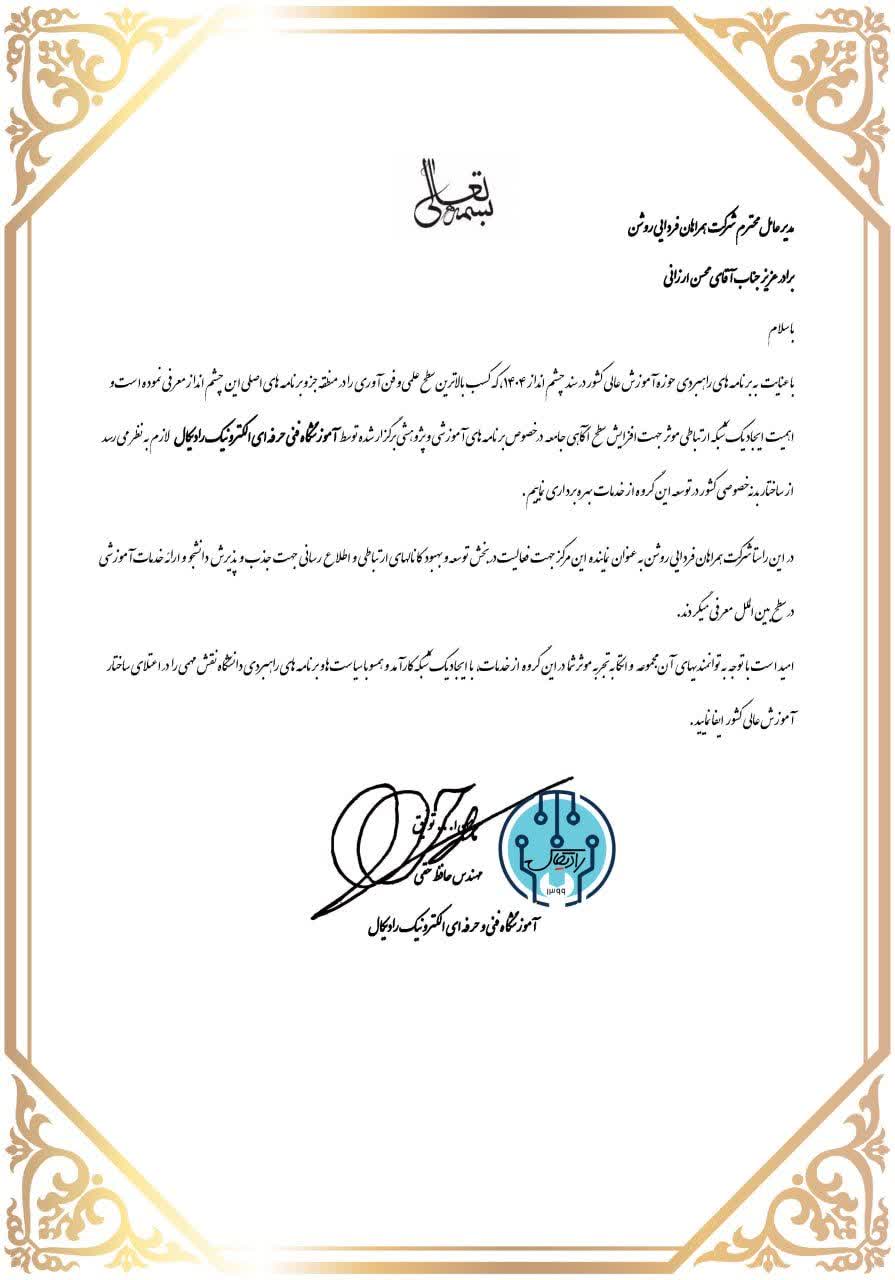 بسمه تعالی
مدیر عامل محترم شرکت همراهان فردایی روشن
برادر عزیز جناب آقای محسن ارزانی
با سلام
با عنایت به برنامه های راهبردی حوزه آموزش عالی کشور در سند چشم انداز ۱۴۰۴، که کسب بالاترین سطح علمی و فن آوری را در منطقه جزو برنامه های اصلی این چشم انداز معرفی نموده است و
اهمیت ایجاد یک شبکه ارتباطی موثر جهت افزایش سطح آگاهی جامعه در خصوص برنامه های آموزشی و پژوهشی برگزار شده توسط آموزشگاه فنی حرفه ای الکترونیک رادیکال لازم به نظر می رسد
از ساختار بدنه خصوصی کشور در توسعه این گروه از خدمات بهره برداری نماییم .
در این راستا شرکت همراهان فردایی روشن به عنوان نماینده این مرکز جهت فعالیت در بخش توسعه و بهبود کانالهای ارتباطی و اطلاع رسانی جهت جذب و پذیرش دانشجو و ارائه خدمات آموزشی
در سطح بین الملل معرفی میگردند.
امید است با توجه به توانمندیهای آن مجموعه و اتکا به تجربه موثر شما در این گروه از خدمات، با ایجاد یک شبکه کارآمد و همسو با سیاست ها و برنامه های راهبردی دانشگاه نقش مهمی را در اعتلای ساختار
آموزش عالی کشور ایفا نمایید .
توفیق
مهندس حافظ حقی
رادیکال
۱۳۹۹
آموزشگاه فنی و حرفه ای الکترونیک رادیکال